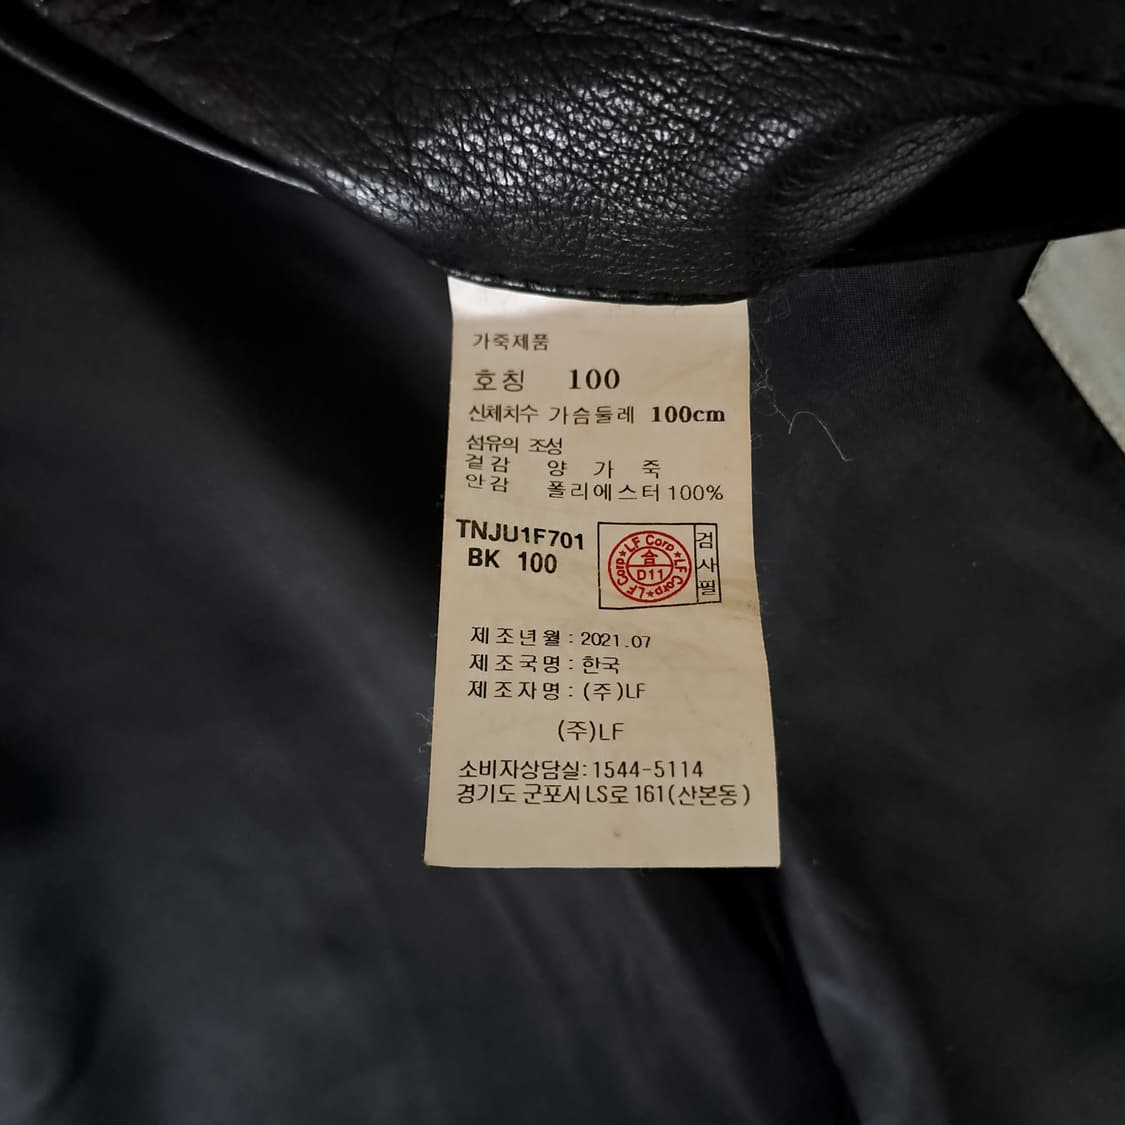 가죽제품
호칭 100
신체치수 가슴둘레 100cm
섬유의 조성
겉감 양 가 죽
안감 폴리에스터 100%
TNJU1F701
BK 100
LF Corp★LF Corp★LF Corp★
合
D11
검사필
제조년월 : 2021.07
제조국명 : 한국
제조자명 : (주)LF
(주)LF
소비자상담실: 1544-5114
경기도 군포시 LS로 161(산본동)